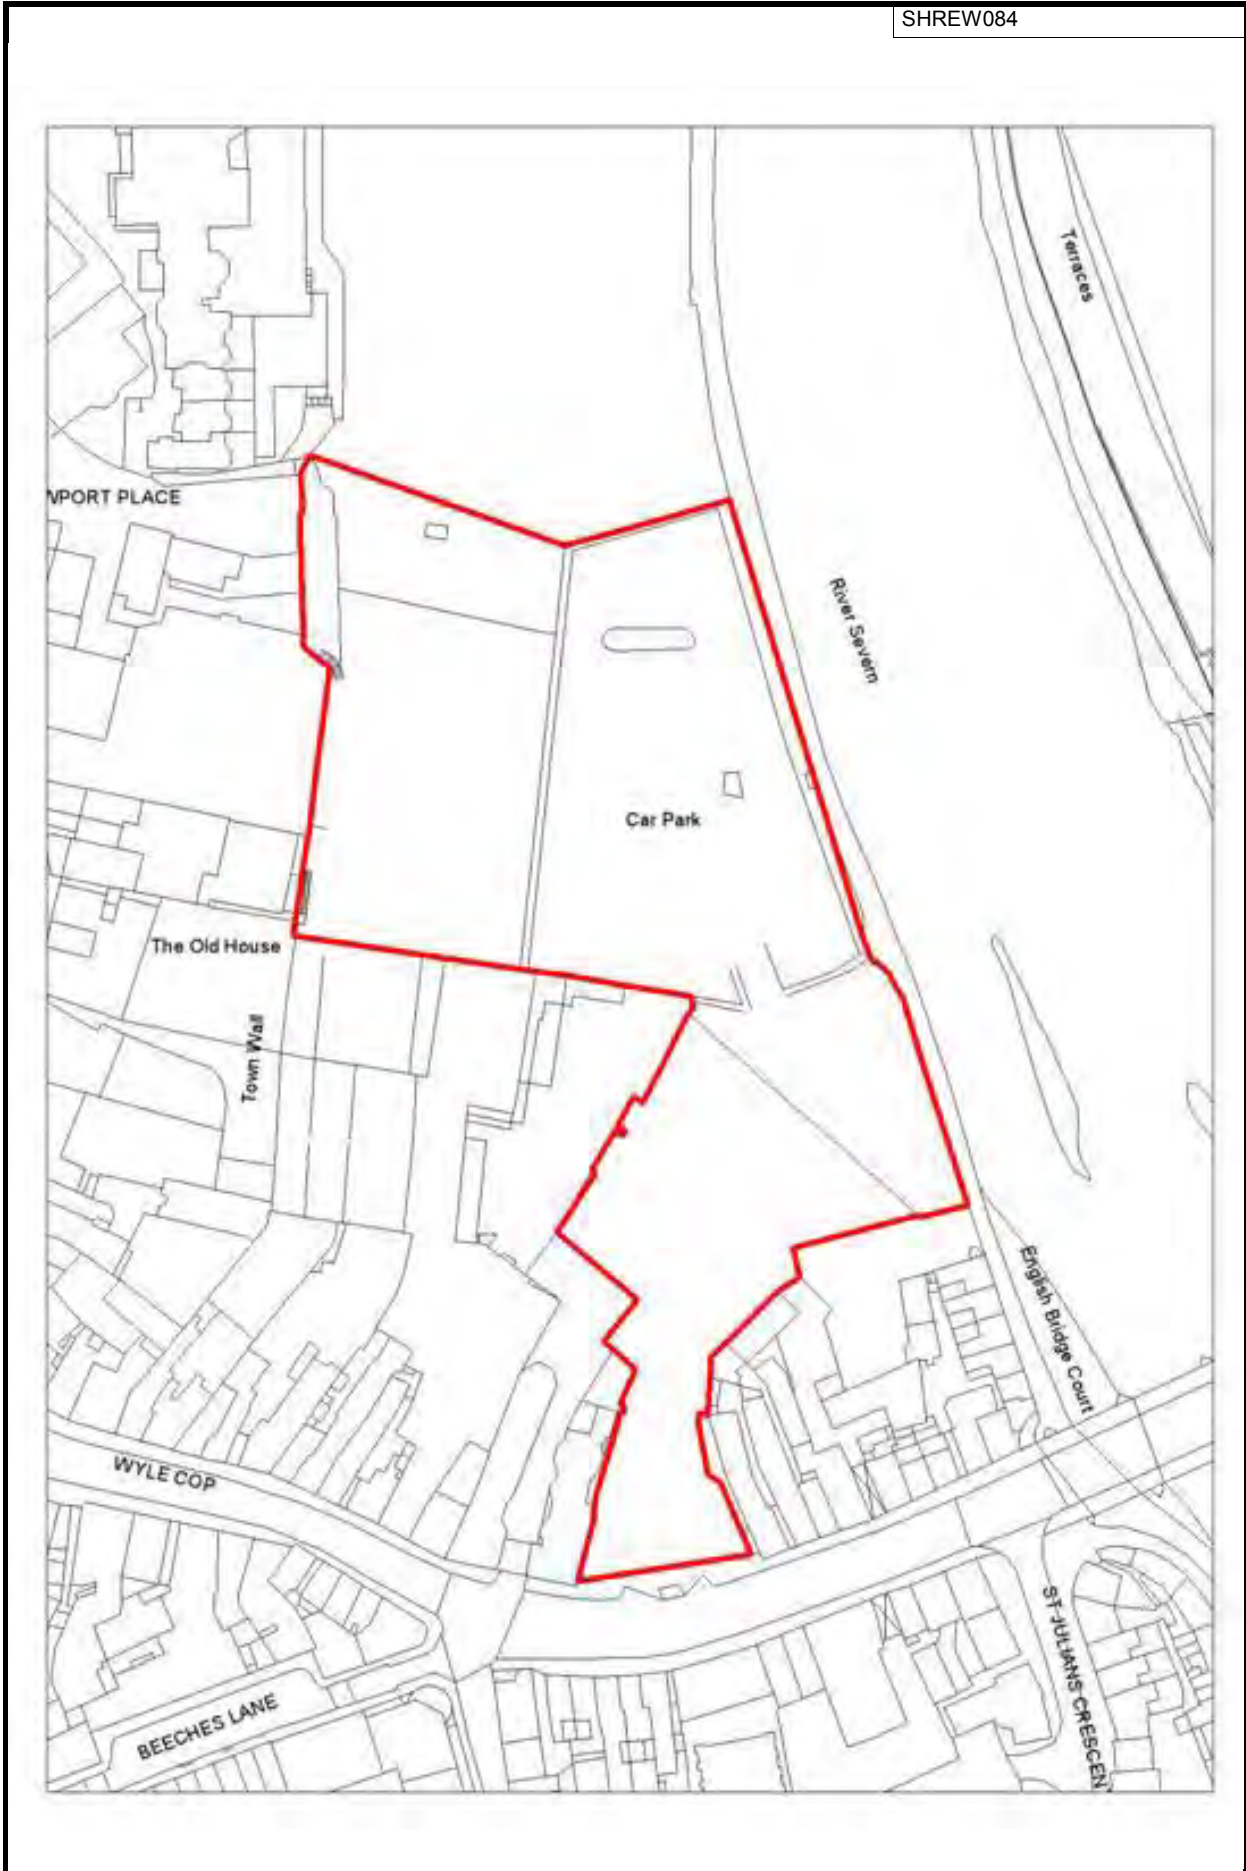 SHREW084
Terraces
WPORT PLACE
River Severn
Car Park
The Old House
Town Wall
English Bridge Court
WYLE COP
ST JULIANS CRESCEN
BEECHES LANE